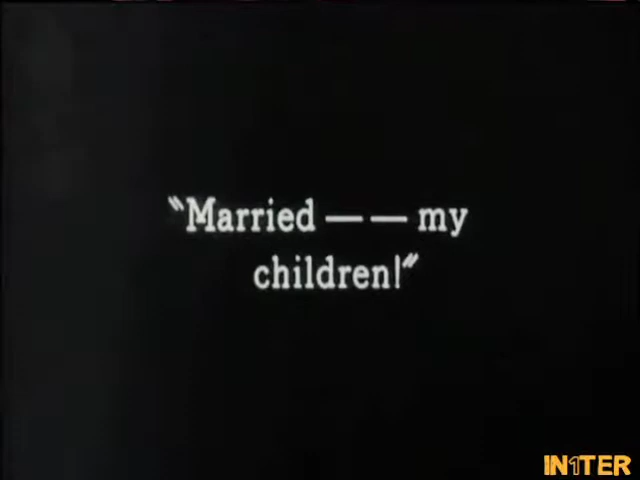 "Married — — my
children!"
IN1TER